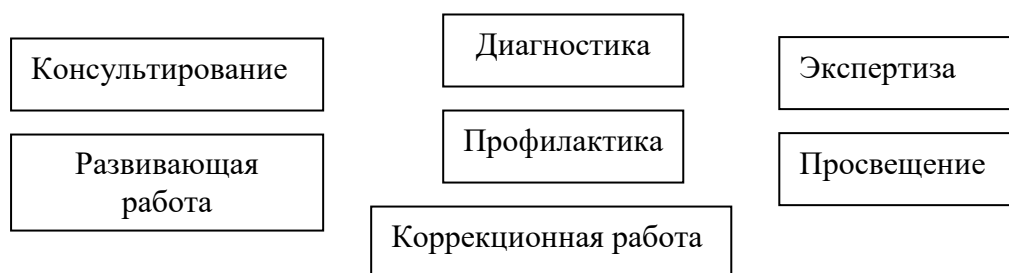 Диагностика
Консультирование
Экспертиза
Профилактика
Развивающая
работа
Просвещение
Коррекционная работа